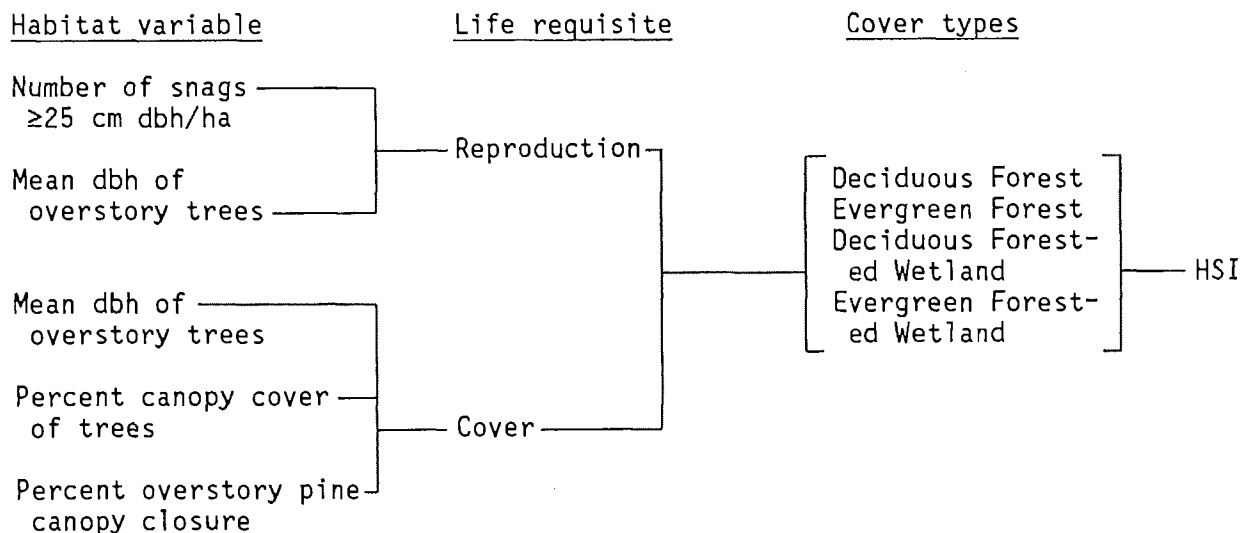 Habitat variable
Life requisite
Cover types
Number of snags
≥25 cm dbh/ha
Mean dbh of
overstory trees
Reproduction
Mean dbh of
overstory trees
Percent canopy cover
of trees
Percent overstory pine
canopy closure
Cover
Deciduous Forest
Evergreen Forest
Deciduous Forest-
ed Wetland
Evergreen Forest-
ed Wetland
HSI